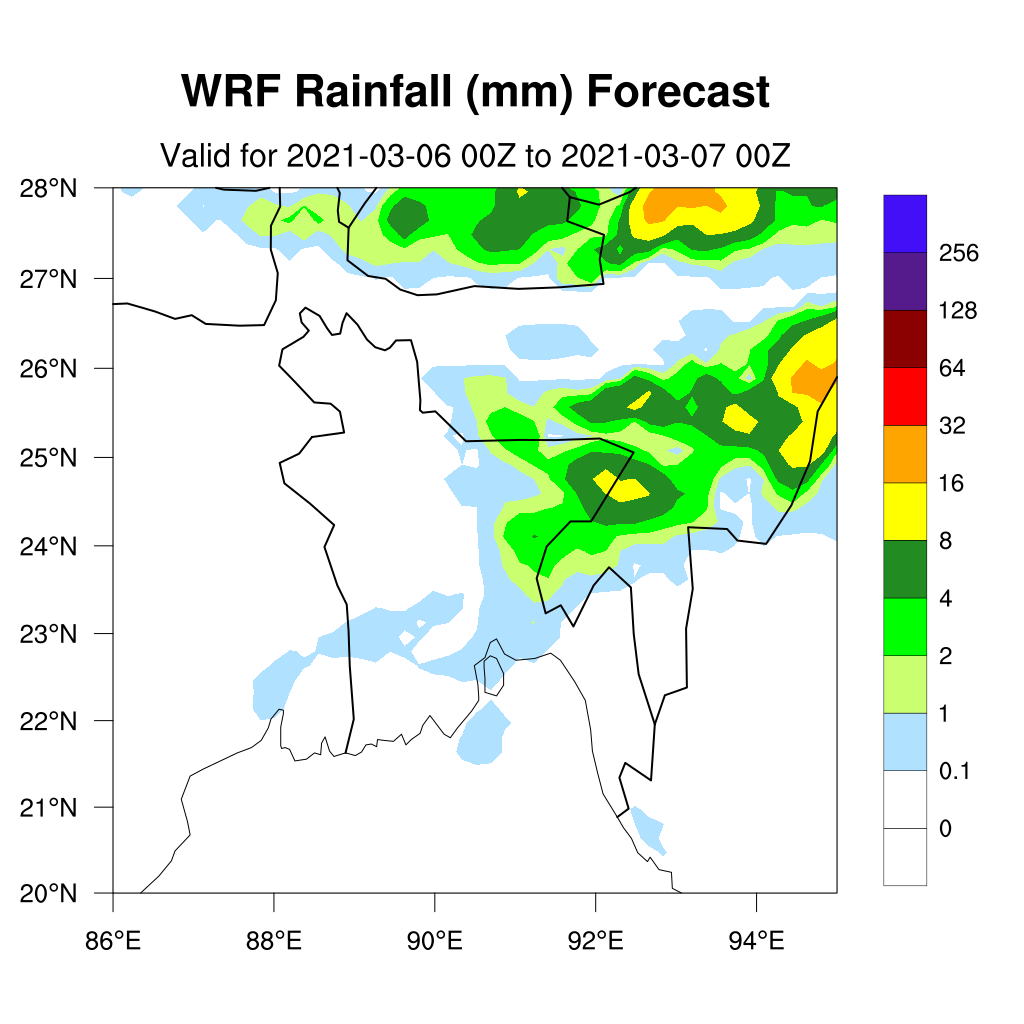 WRF Rainfall (mm) Forecast
Valid for 2021-03-06 00Z to 2021-03-07 00Z
28°N
27°N
26°N
25°N
24°N
23°N
22°N
21°N
20°N
86°E 88°E 90°E 92°E 94°E
256
128
64
32
16
8
4
2
1
0.1
0